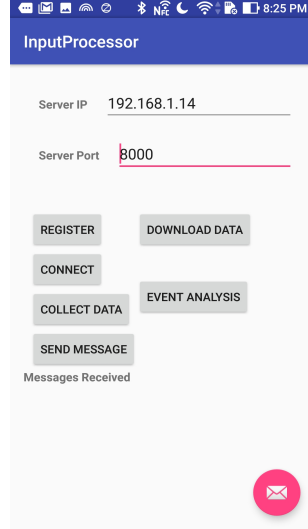 8:25 PM
InputProcessor
Server IP 192.168.1.14
Server Port 8000
REGISTER DOWNLOAD DATA
CONNECT
EVENT ANALYSIS
COLLECT DATA
SEND MESSAGE
Messages Received